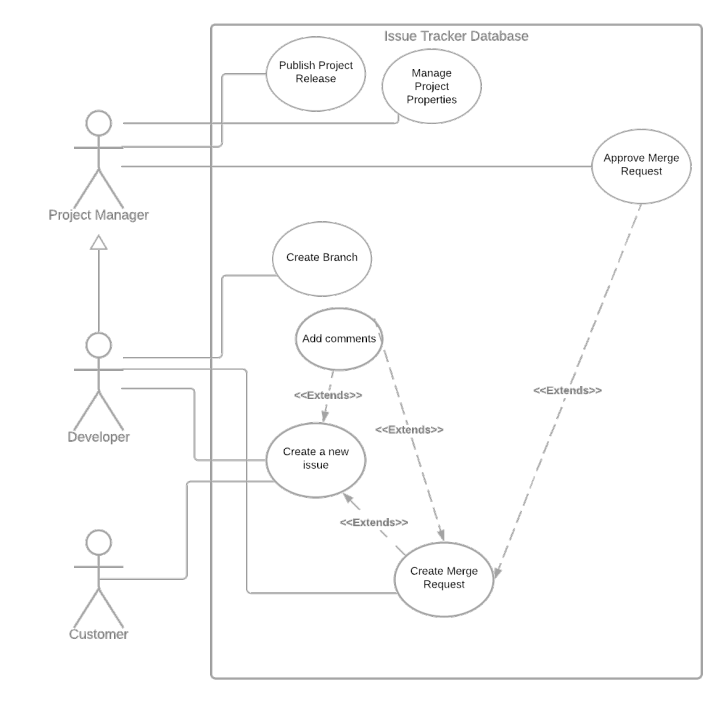 Issue Tracker Database
Publish Project
Release
Manage
Project
Properties
Approve Merge
Request
Project Manager
Create Branch
Add comments
<<Extends>>
<<Extends>>
<<Extends>>
Developer
Create a new
issue
<<Extends>>
Create Merge
Request
Customer